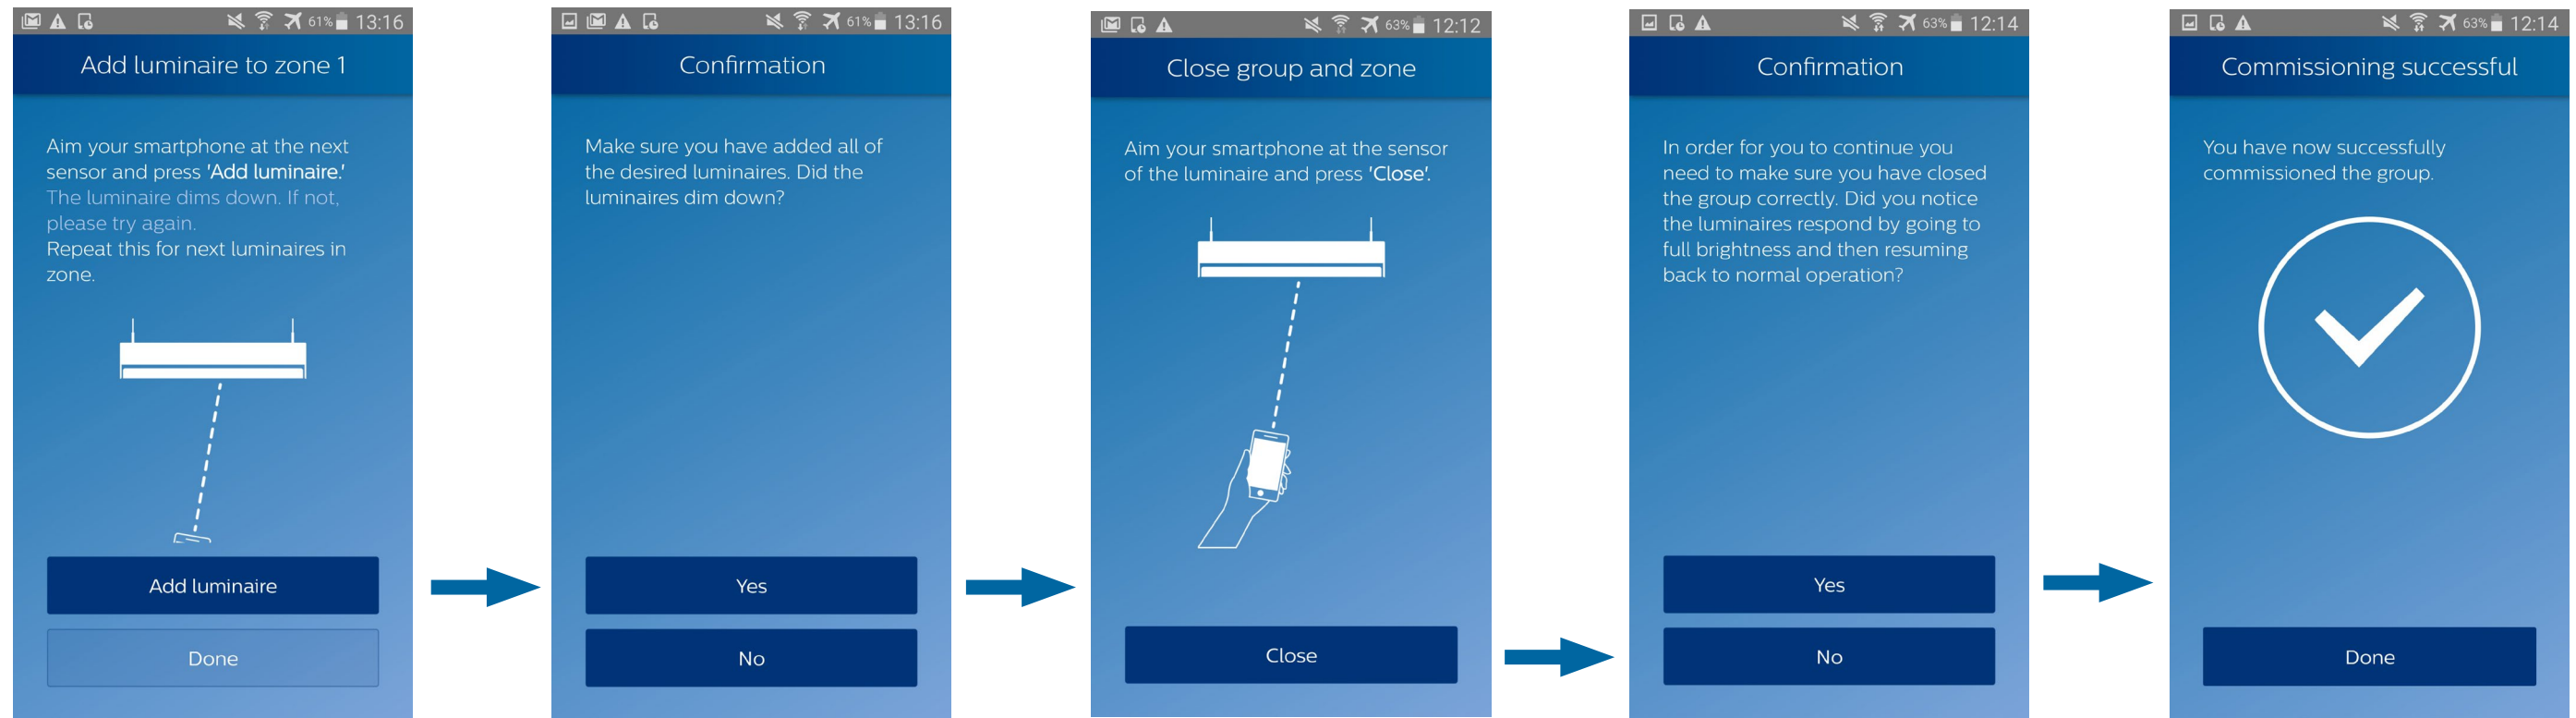 61% 13:16
Add luminaire to zone 1
Aim your smartphone at the next
sensor and press 'Add luminaire.'
The luminaire dims down. If not,
please try again.
Repeat this for next luminaires in
zone.
Add luminaire
Done
61% 13:16
Confirmation
Make sure you have added all of
the desired luminaires. Did the
luminaires dim down?
Yes
No
63% 12:12
Close group and zone
Aim your smartphone at the sensor
of the luminaire and press 'Close'.
Close
63% 12:14
Confirmation
In order for you to continue you
need to make sure you have closed
the group correctly. Did you notice
the luminaires respond by going to
full brightness and then resuming
back to normal operation?
Yes
No
63% 12:14
Commissioning successful
You have now successfully
commissioned the group.
Done